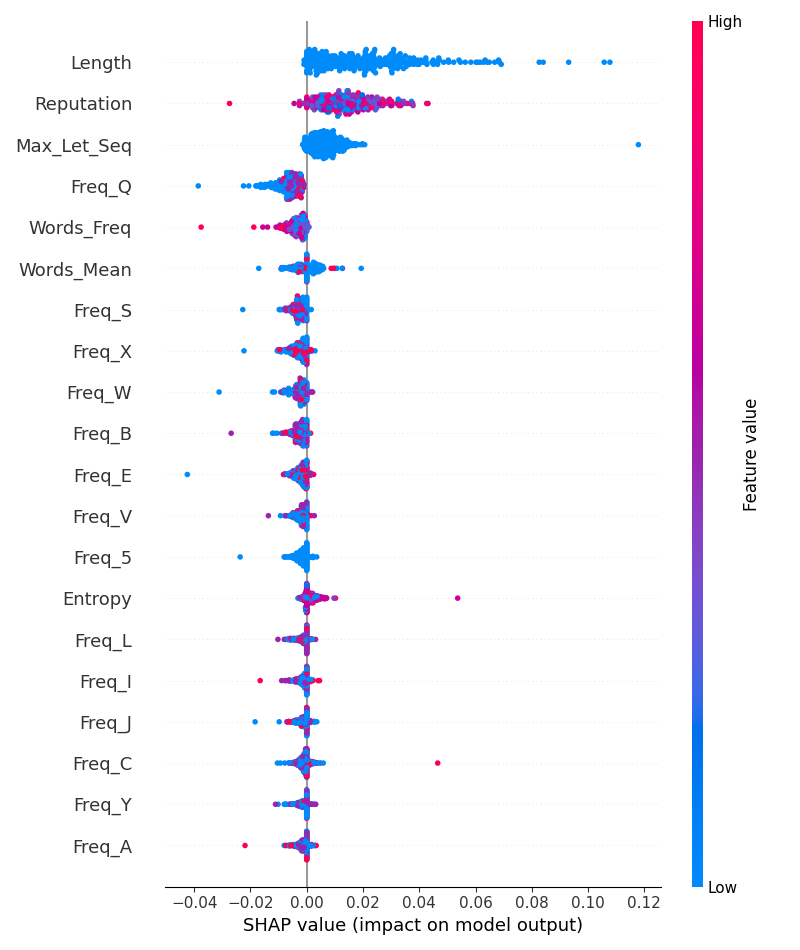 High
Length
Reputation
Max_Let_Seq
Freq_Q
Words_Freq
Words_Mean
Freq_S
Freq_X
Freq_W
Freq_B
Freq_E
Freq_V
Freq_5
Entropy
Freq_L
Freq_I
Freq_J
Freq_C
Freq_Y
Freq_A
Feature value
Low
−0.04 −0.02 0.00 0.02 0.04 0.06 0.08 0.10 0.12
SHAP value (impact on model output)